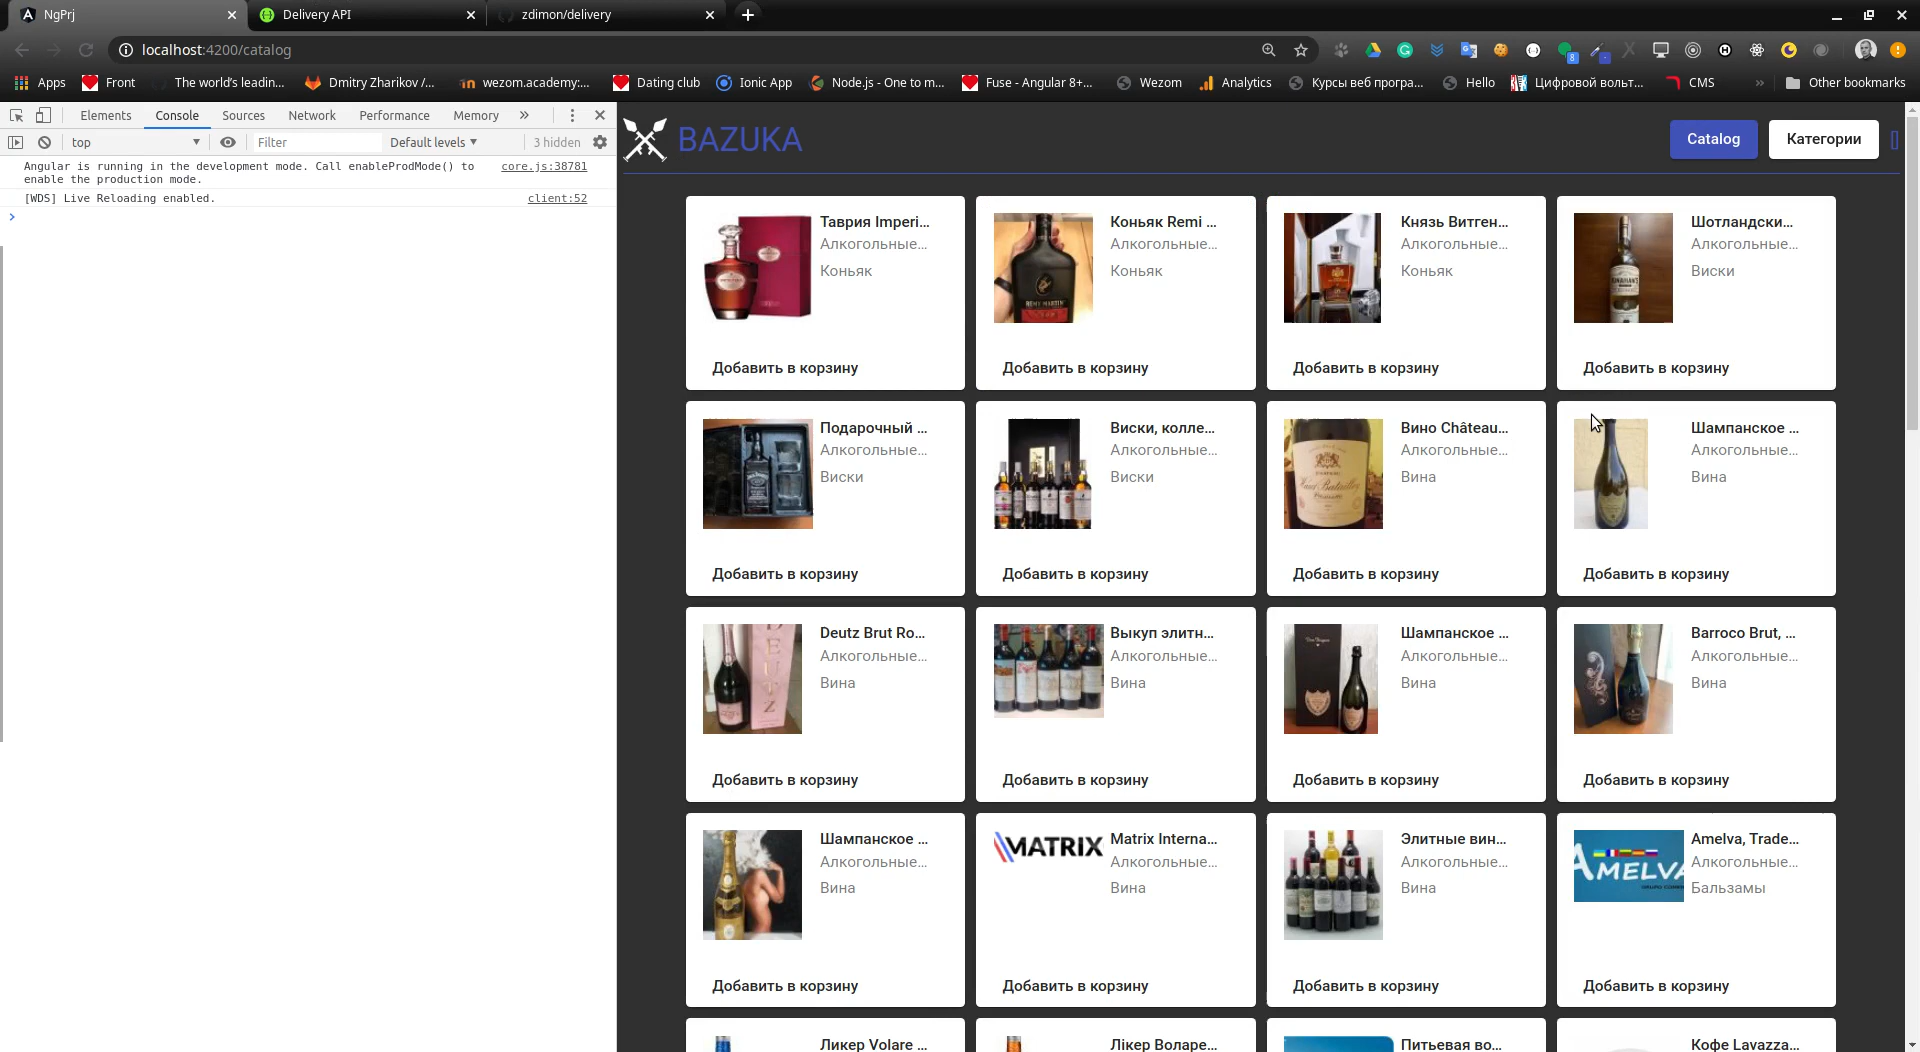 NgPrj
Delivery API
zdimon/delivery
localhost:4200/catalog
8
Apps
Front
The world's leadin...
Dmitry Zharikov /...
wezom.academy:...
Dating club
Ionic App
Node.js - One to m...
Fuse - Angular 8+...
Wezom
Analytics
Курсы веб програ...
Hello
Цифровой вольт...
CMS
»
Other bookmarks
Elements Console Sources Network Performance Memory »
top Filter Default levels 3 hidden
Angular is running in the development mode. Call enableProdMode() to core.js:38781
enable the production mode.
[WDS] Live Reloading enabled. client:52
BAZUKA
Catalog Категории
Таврия Imperi...
Алкогольные...
Коньяк
Добавить в корзину
Коньяк Remi ...
Алкогольные...
Коньяк
Добавить в корзину
Князь Витген...
Алкогольные...
Коньяк
Добавить в корзину
Шотландски...
Алкогольные...
Виски
Добавить в корзину
Подарочный ...
Алкогольные...
Виски
Добавить в корзину
Виски, колле...
Алкогольные...
Виски
Добавить в корзину
Вино Château...
Алкогольные...
Вина
Добавить в корзину
Шампанское ...
Алкогольные...
Вина
Добавить в корзину
Deutz Brut Ro...
Алкогольные...
Вина
Добавить в корзину
Выкуп элитн...
Алкогольные...
Вина
Добавить в корзину
Шампанское ...
Алкогольные...
Вина
Добавить в корзину
Barroco Brut, ...
Алкогольные...
Вина
Добавить в корзину
Шампанское ...
Алкогольные...
Вина
Добавить в корзину
MATRIX
Matrix Interna...
Алкогольные...
Вина
Добавить в корзину
Элитные вин...
Алкогольные...
Вина
Добавить в корзину
AMELVA
Amelva, Trade...
Алкогольные...
Бальзамы
Добавить в корзину
Ликер Volare ...
Лікер Воларе...
Питьевая во...
Кофе Lavazza...